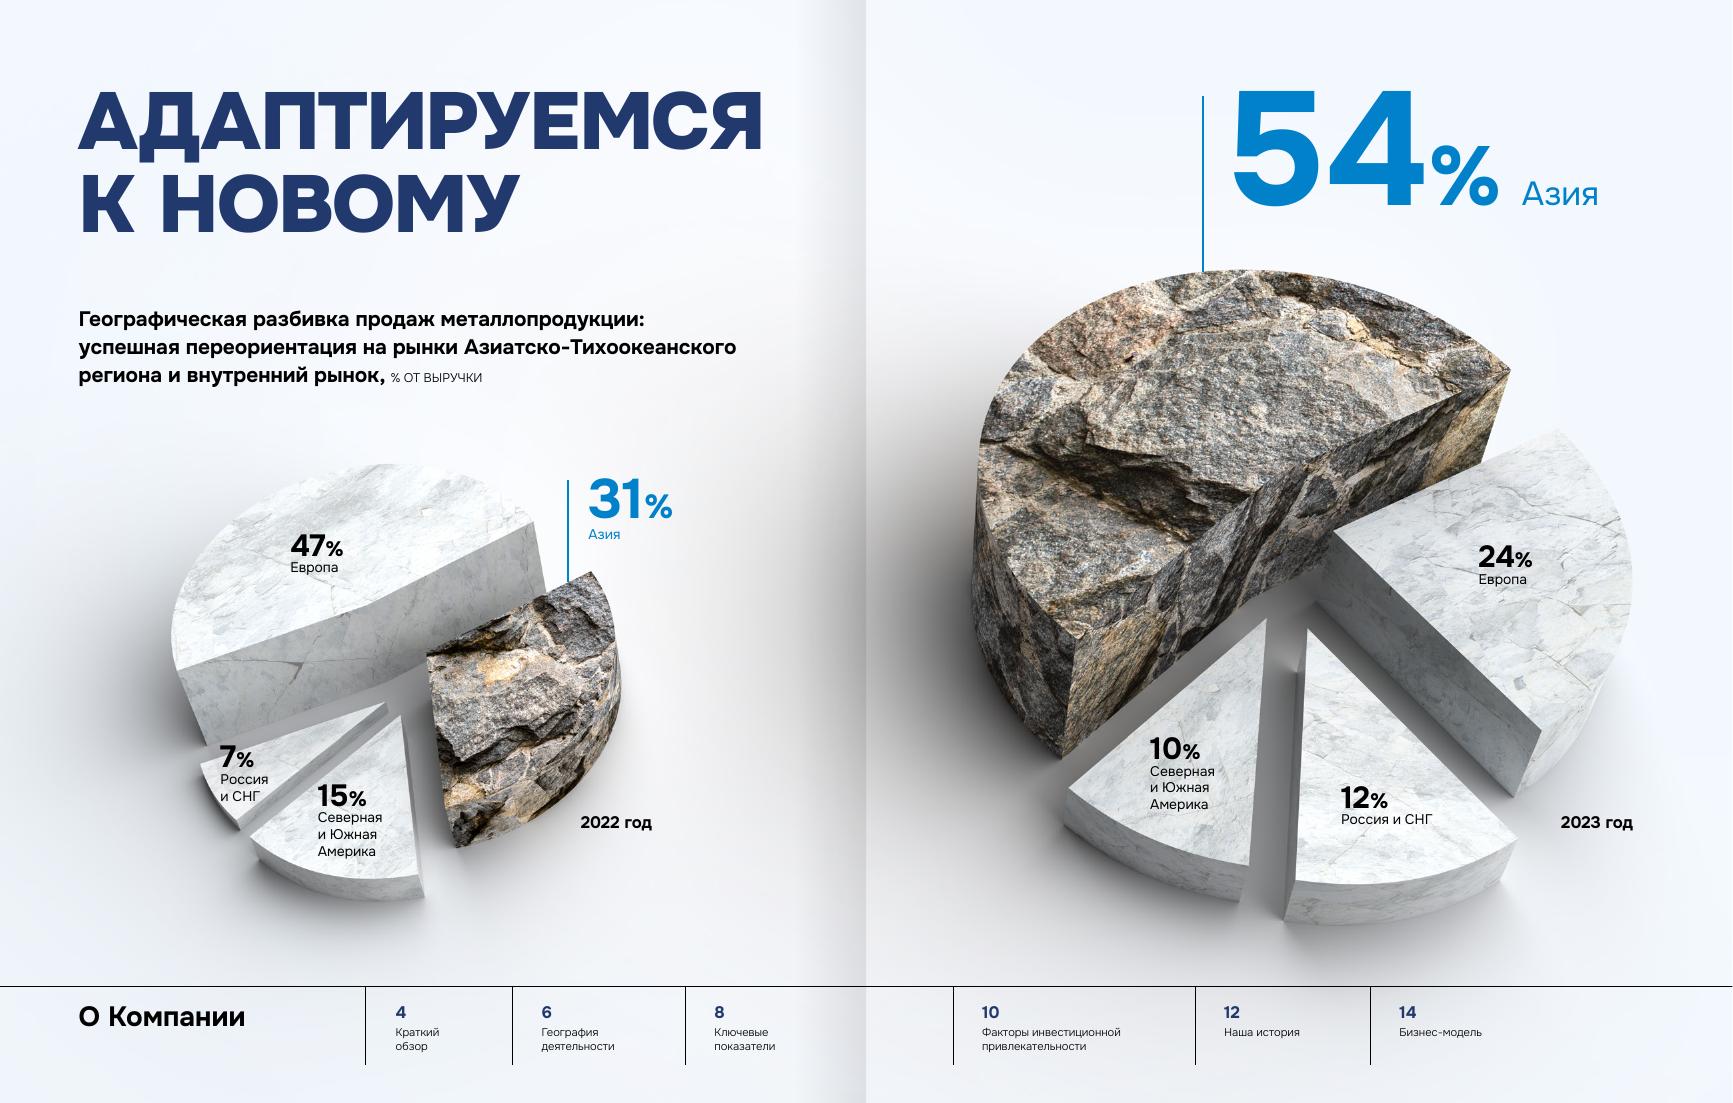 АДАПТИРУЕМСЯ
К НОВОМУ
Географическая разбивка продаж металлопродукции:
успешная переориентация на рынки Азиатско-Тихоокеанского
региона и внутренний рынок, % ОТ ВЫРУЧКИ
47%
Европа
31%
Азия
7%
Россия
и СНГ
15%
Северная
и Южная
Америка
2022 год
54% Азия
24%
Европа
10%
Северная
и Южная
Америка
12%
Россия и СНГ
2023 год
О Компании
4
Краткий
обзор
6
География
деятельности
8
Ключевые
показатели
10
Факторы инвестиционной
привлекательности
12
Наша история
14
Бизнес-модель